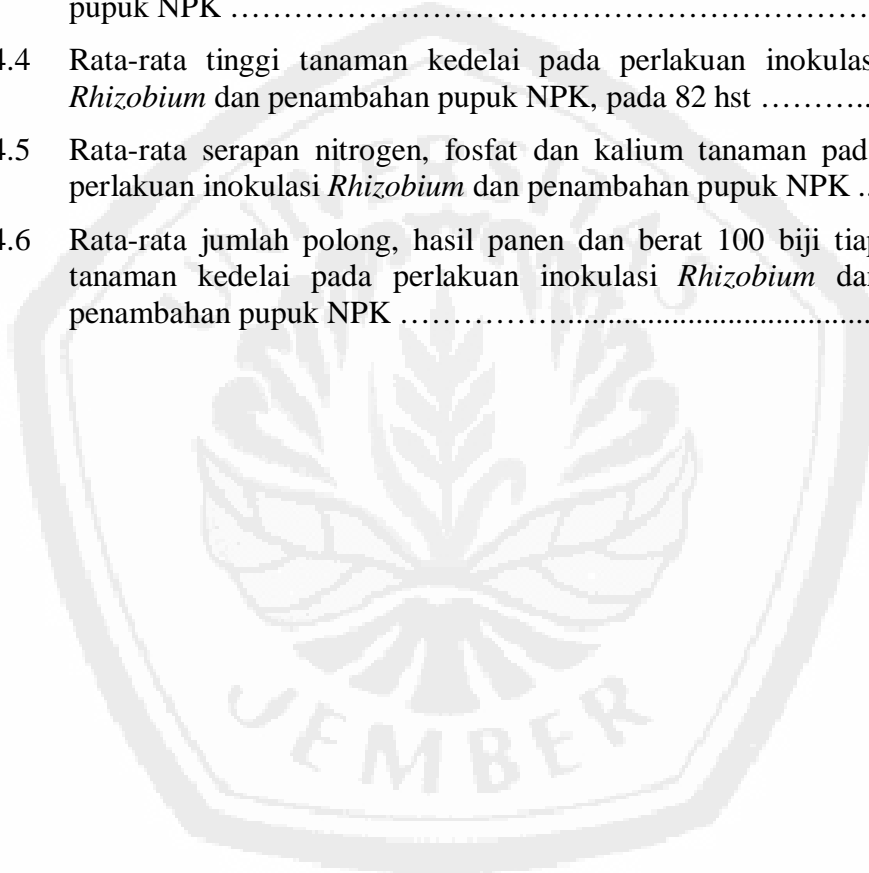 pupuk NPK ……………………………………………………………
4.4 Rata-rata tinggi tanaman kedelai pada perlakuan inokulasi
Rhizobium dan penambahan pupuk NPK, pada 82 hst ………..
4.5 Rata-rata serapan nitrogen, fosfat dan kalium tanaman pada
perlakuan inokulasi Rhizobium dan penambahan pupuk NPK ..
4.6 Rata-rata jumlah polong, hasil panen dan berat 100 biji tiap
tanaman kedelai pada perlakuan inokulasi Rhizobium dan
penambahan pupuk NPK ……………...........................................
UNIVERSITAS
JEMBER